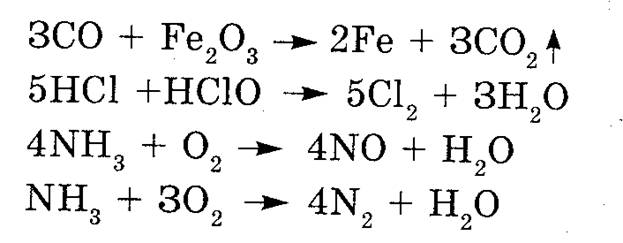 3CO + Fe₂O₃ → 2Fe + 3CO₂↑
5HCl +HClO → 5Cl₂ + 3H₂O
4NH₃ + O₂ → 4NO + H₂O
NH₃ + 3O₂ → 4N₂ + H₂O